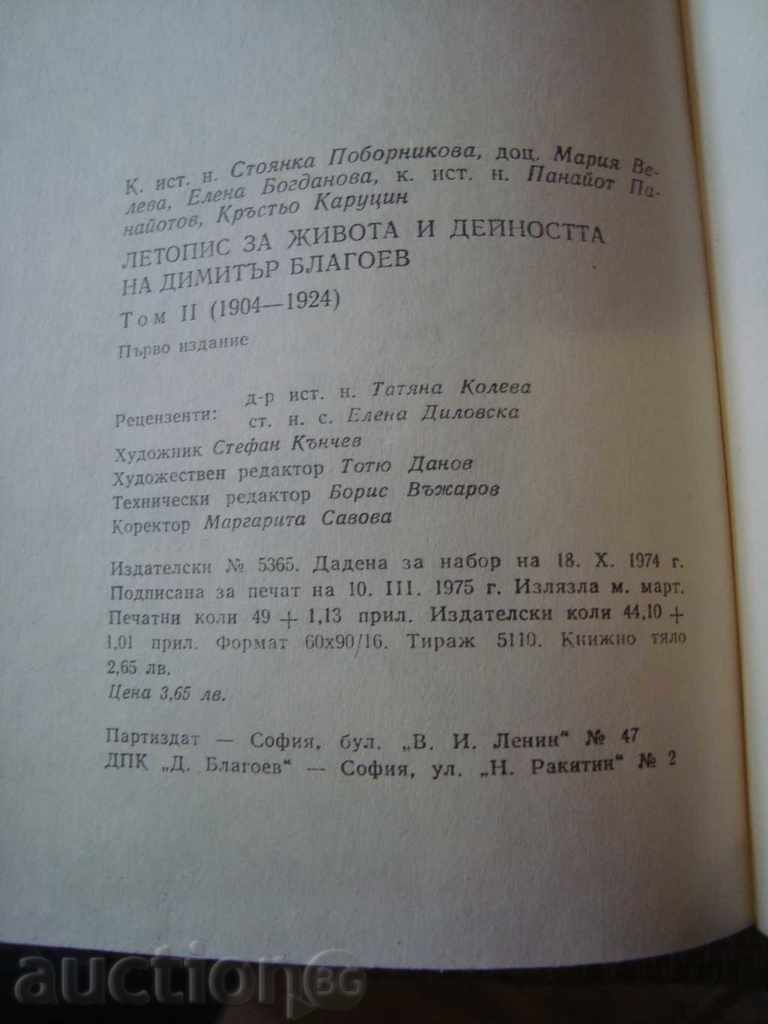 К. ист. н. Стоянка Поборникова, доц. Мария Ве-
лева, Елена Богданова, к. ист. н. Панайот Па-
найотов, Кръстьо Каруцин
ЛЕТОПИС ЗА ЖИВОТА И ДЕЙНОСТТА
НА ДИМИТЪР БЛАГОЕВ
Том II (1904—1924)
Първо издание
Рецензенти: д-р ист. н. Татяна Колева
ст. н. с. Елена Диловска
Художник Стефан Кънчев
Художествен редактор Тотю Данов
Технически редактор Борис Въжаров
Коректор Маргарита Савова
Издателски № 5365. Дадена за набор на 18. X. 1974 г.
Подписана за печат на 10. III. 1975 г. Излязла м. март.
Печатни коли 49 + 1,13 прил. Издателски коли 44,10 +
1,01 прил. Формат 60x90/16. Тираж 5110. Книжно тяло
2,65 лв.
Цена 3,65 лв.
Партиздат — София, бул. „В. И. Ленин“ № 47
ДПК „Д. Благоев“ — София, ул. „Н. Ракитин“ № 2
auction BG